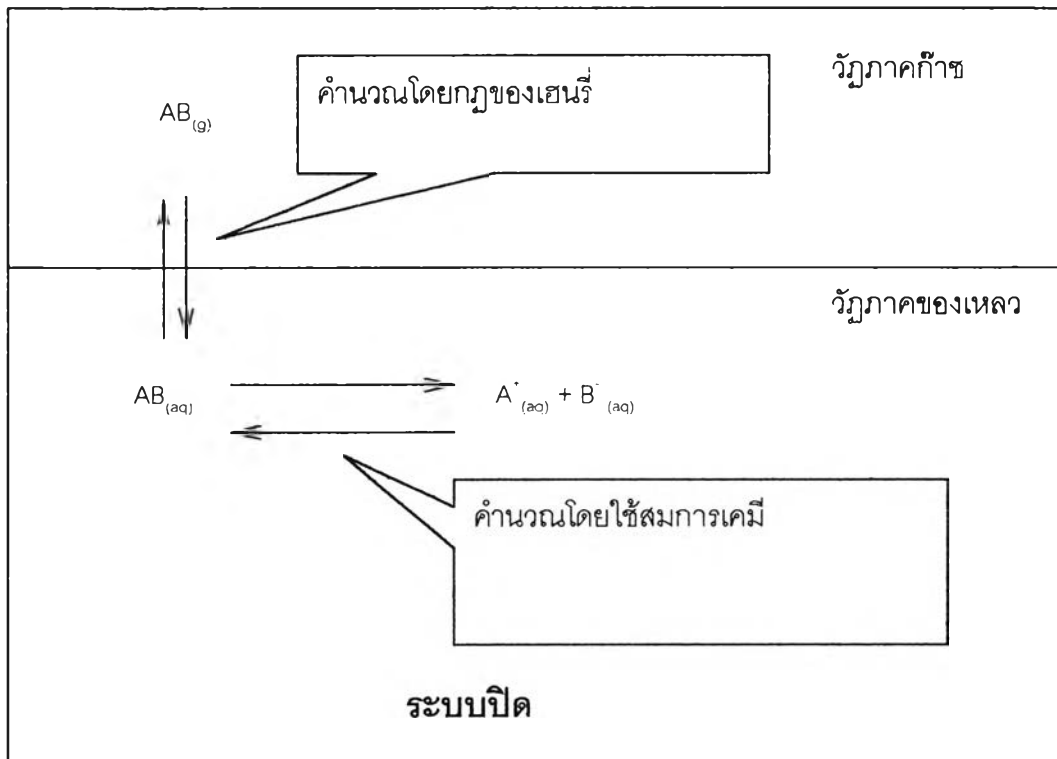 วัฏภาคก๊าซ
คำนวณโดยกฎของเฮนรี่
AB(g)
วัฏภาคของเหลว
AB(aq)
A⁺(aq) + B⁻(aq)
คำนวณโดยใช้สมการเคมี
ระบบปิด